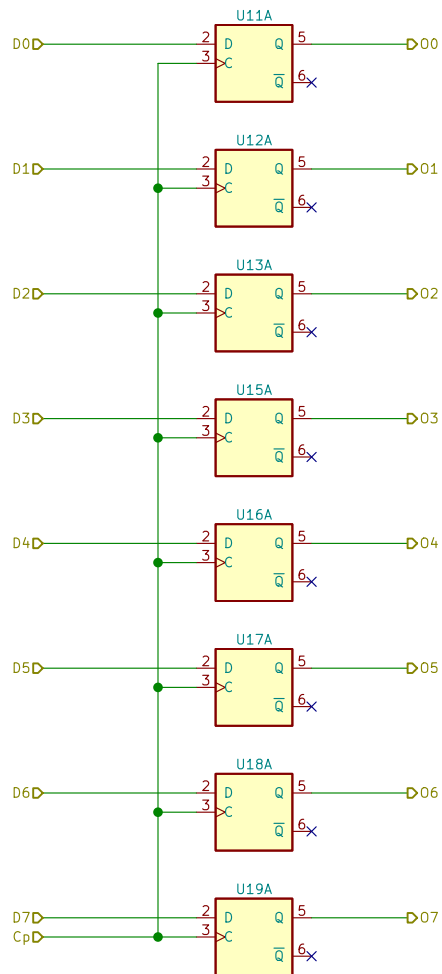 U11A
D0 2 D Q 5 O0
3 C
Q 6
U12A
D1 2 D Q 5 O1
3 C
Q 6
U13A
D2 2 D Q 5 O2
3 C
Q 6
U15A
D3 2 D Q 5 O3
3 C
Q 6
U16A
D4 2 D Q 5 O4
3 C
Q 6
U17A
D5 2 D Q 5 O5
3 C
Q 6
U18A
D6 2 D Q 5 O6
3 C
Q 6
U19A
D7 2 D Q 5 O7
Cp 3 C
Q 6